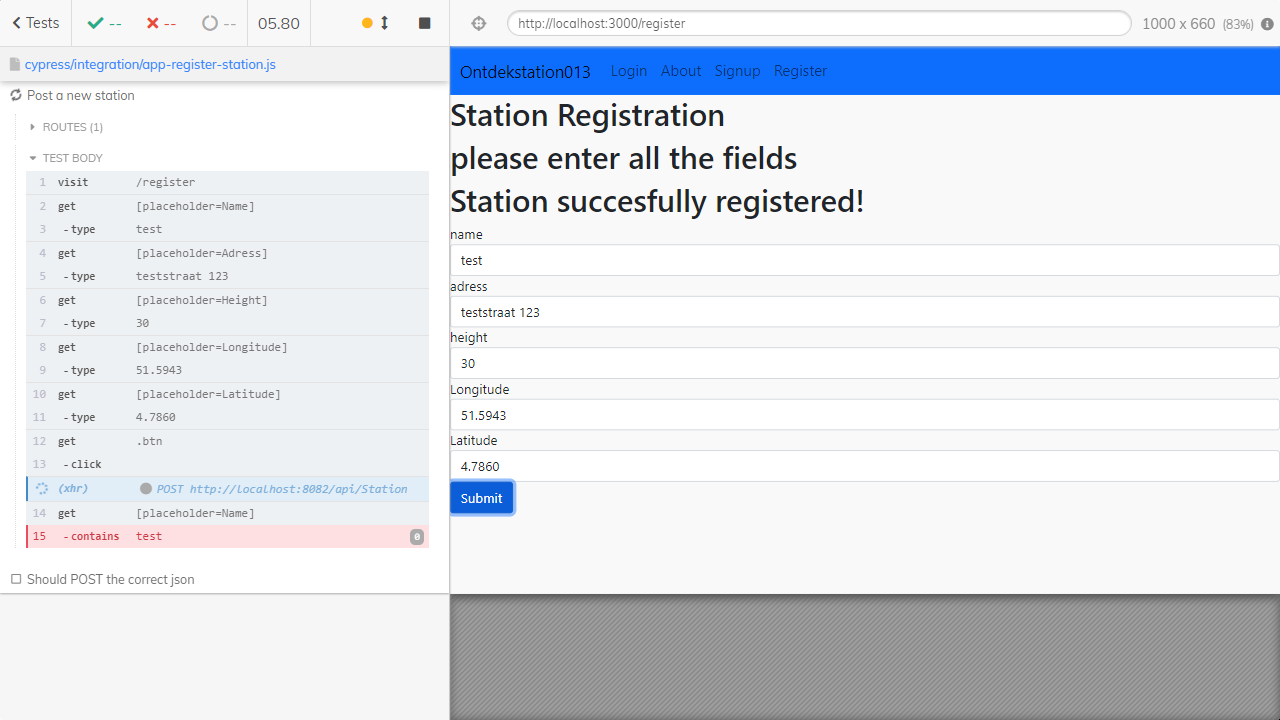 Tests
--
--
--
05.80
http://localhost:3000/register
1000 x 660 (83%)
cypress/integration/app-register-station.js
Post a new station
ROUTES (1)
TEST BODY
1 visit /register
2 get [placeholder=Name]
3 -type test
4 get [placeholder=Adress]
5 -type teststraat 123
6 get [placeholder=Height]
7 -type 30
8 get [placeholder=Longitude]
9 -type 51.5943
10 get [placeholder=Latitude]
11 -type 4.7860
12 get .btn
13 -click
(xhr) POST http://localhost:8082/api/Station
14 get [placeholder=Name]
15 -contains test 0
Should POST the correct json
Ontdekstation013 Login About Signup Register
Station Registration
please enter all the fields
Station succesfully registered!
name
test
adress
teststraat 123
height
30
Longitude
51.5943
Latitude
4.7860
Submit